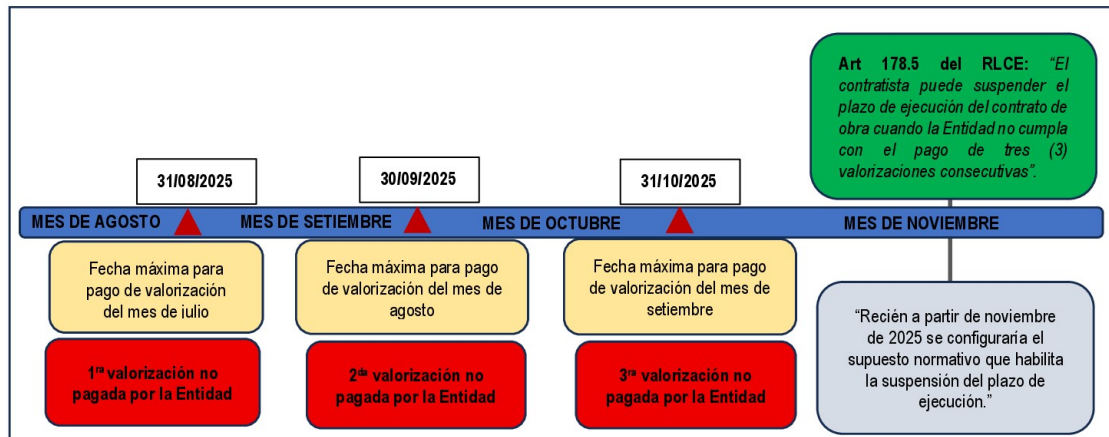 Art 178.5 del RLCE: “El
contratista puede suspender el
plazo de ejecución del contrato de
obra cuando la Entidad no cumpla
con el pago de tres (3)
valorizaciones consecutivas”.
31/08/2025
30/09/2025
31/10/2025
MES DE AGOSTO
MES DE SETIEMBRE
MES DE OCTUBRE
MES DE NOVIEMBRE
Fecha máxima para
pago de valorización
del mes de julio
Fecha máxima para pago
de valorización del mes de
agosto
Fecha máxima para pago
de valorización del mes de
setiembre
1ra valorización no
pagada por la Entidad
2da valorización no
pagada por la Entidad
3ra valorización no
pagada por la Entidad
“Recién a partir de noviembre
de 2025 se configuraría el
supuesto normativo que habilita
la suspensión del plazo de
ejecución.”